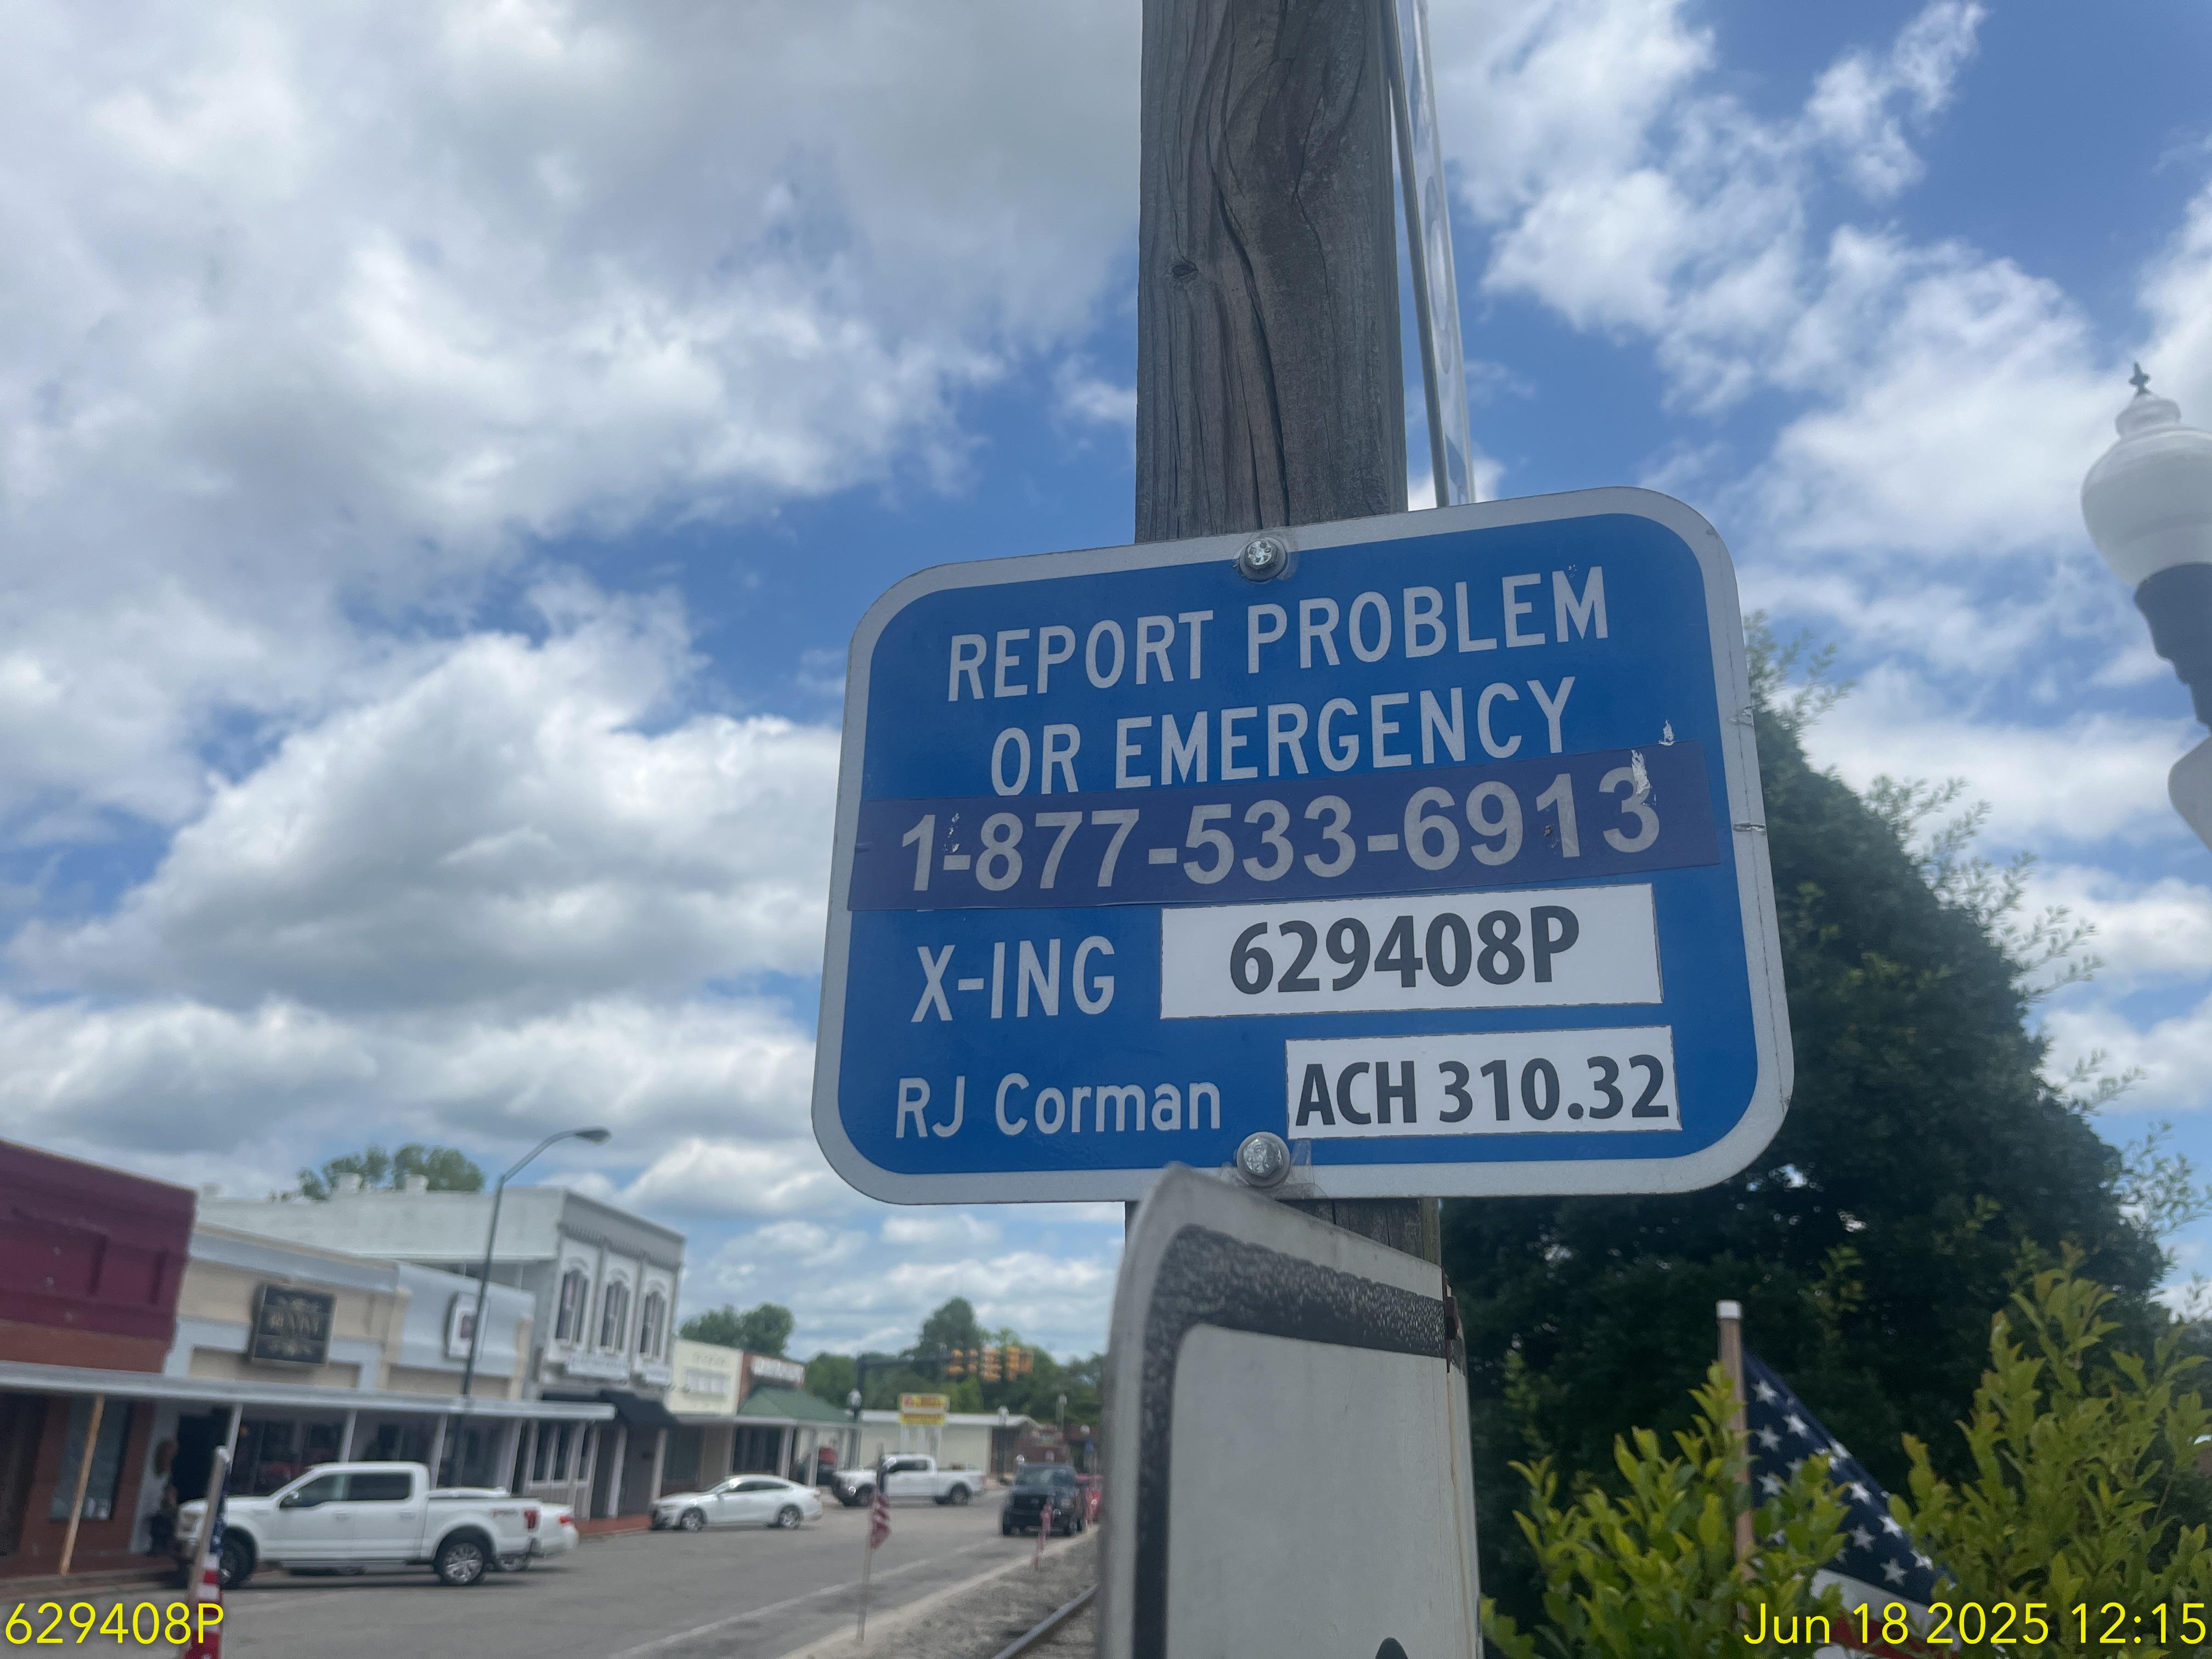 REPORT PROBLEM
OR EMERGENCY
1-877-533-6913
X-ING 629408P
RJ Corman ACH 310.32
629408P
Jun 18 2025 12:15